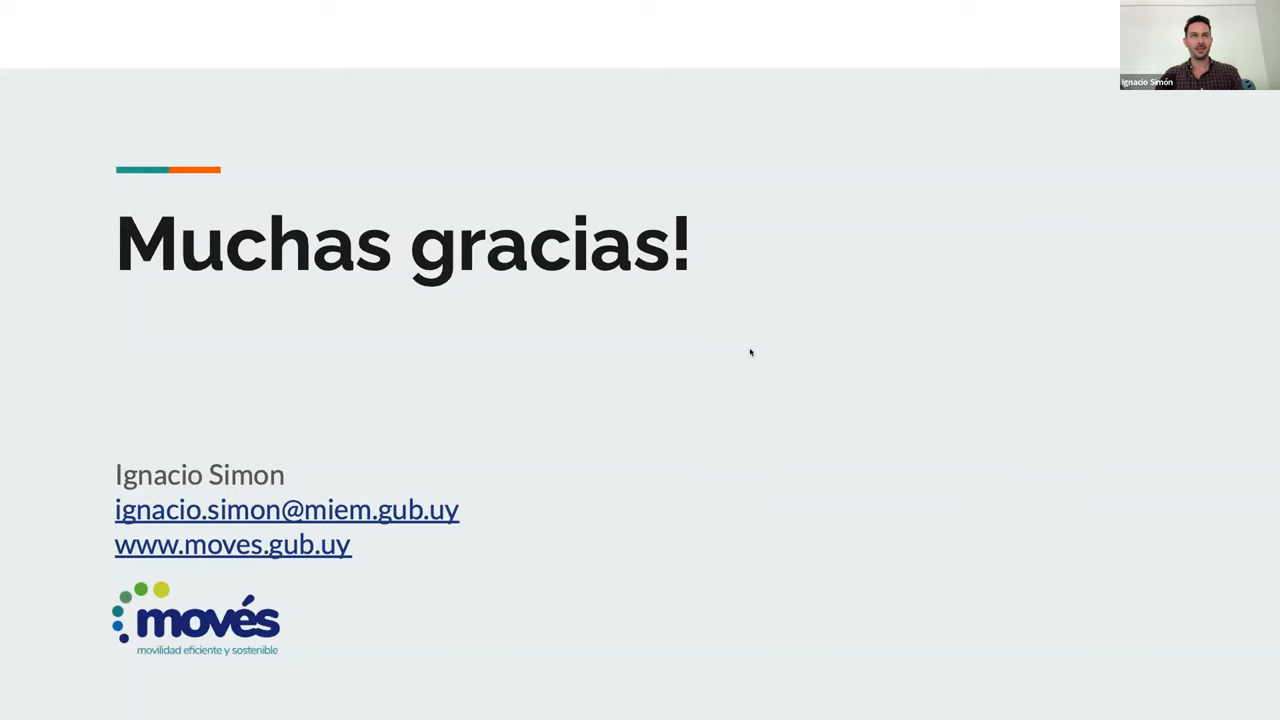 Ignacio Simón
Muchas gracias!
Ignacio Simon
ignacio.simon@miem.gub.uy
www.moves.gub.uy
movés
movilidad eficiente y sostenible